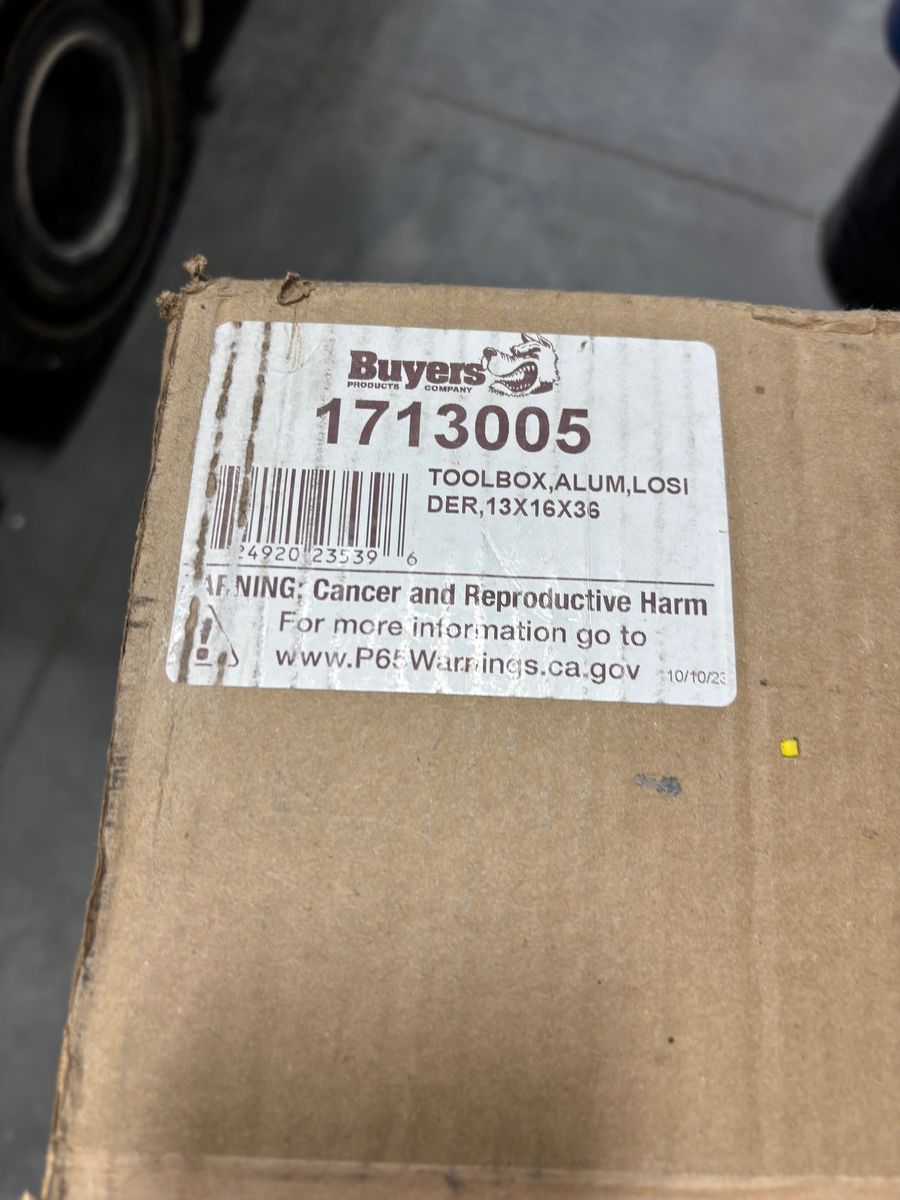 Buyers
PRODUCTS COMPANY
1713005
TOOLBOX,ALUM,LOSI
DER,13X16X36
24920 23539 6
WARNING: Cancer and Reproductive Harm
For more information go to
www.P65Warnings.ca.gov
10/10/23